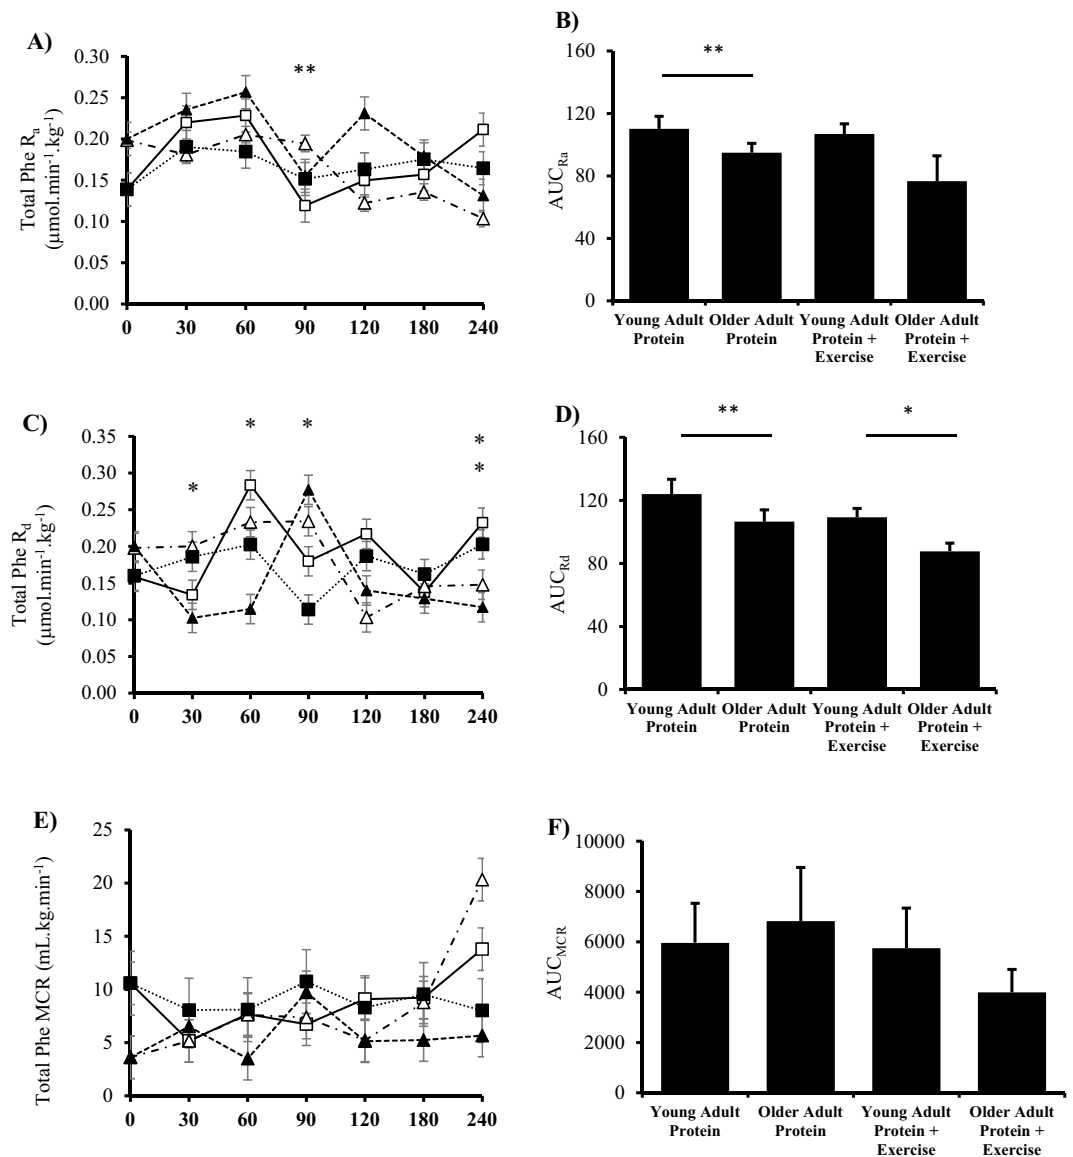 A)
Total Phe Ra
(µmol.min-1.kg-1)
0.30
0.25
0.20
0.15
0.10
0.05
0.00
**
0 30 60 90 120 180 240
B)
AUCRa
160
120
80
40
0
**
Young Adult Older Adult Young Adult Older Adult
Protein Protein Protein + Protein +
Exercise Exercise
C)
Total Phe Rd
(µmol.min-1.kg-1)
0.35
0.30
0.25
0.20
0.15
0.10
0.05
0.00
*
*
*
*
*
0 30 60 90 120 180 240
D)
AUCRd
160
120
80
40
0
**
*
Young Adult Older Adult Young Adult Older Adult
Protein Protein Protein + Protein +
Exercise Exercise
E)
Total Phe MCR (mL.kg.min-1)
25
20
15
10
5
0
0 30 60 90 120 180 240
F)
AUCMCR
10000
8000
6000
4000
2000
0
Young Adult Older Adult Young Adult Older Adult
Protein Protein Protein + Protein +
Exercise Exercise